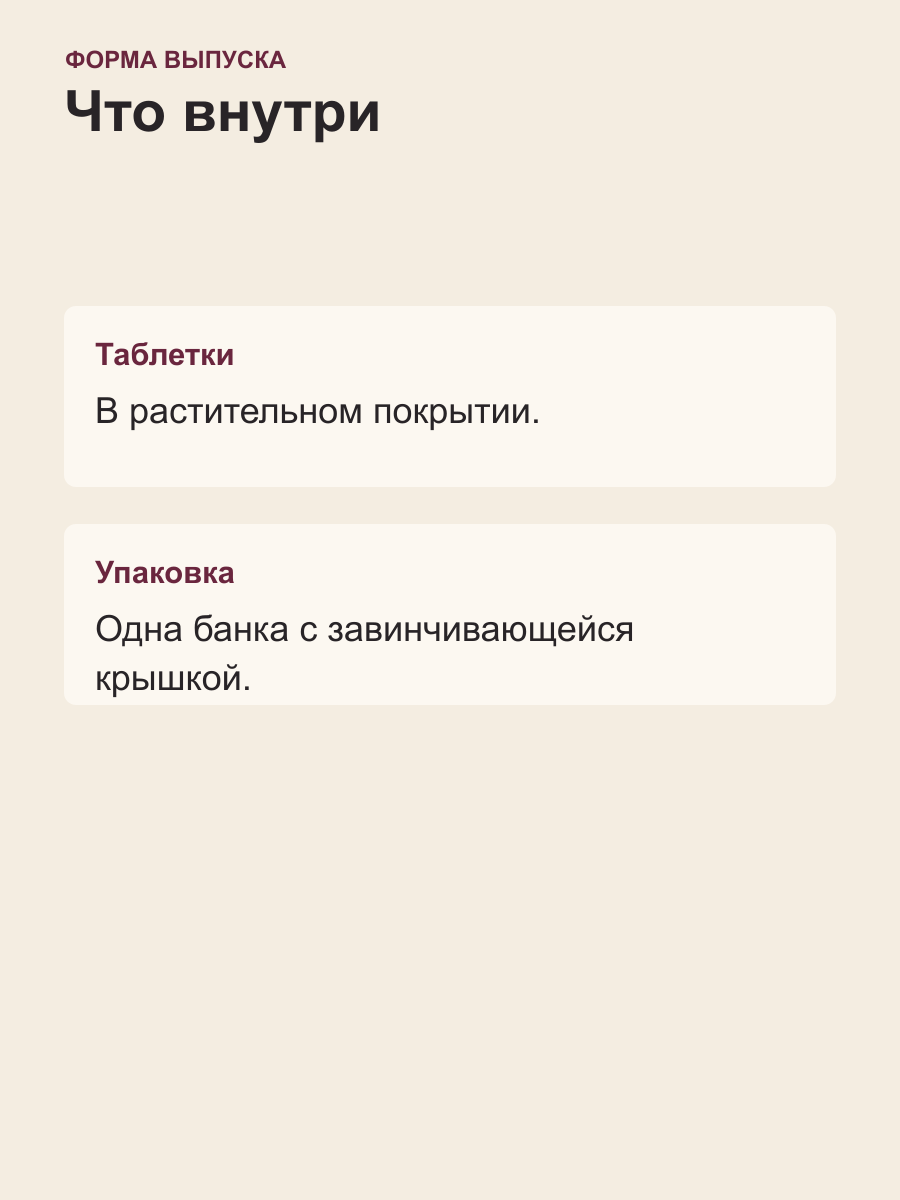 ФОРМА ВЫПУСКА
Что внутри
Таблетки
В растительном покрытии.
Упаковка
Одна банка с завинчивающейся
крышкой.